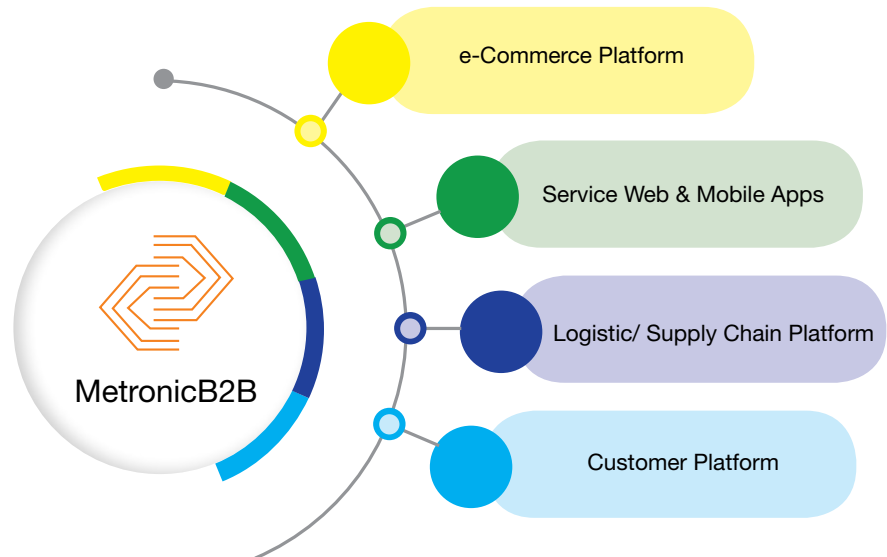 e-Commerce Platform
Service Web & Mobile Apps
Logistic/ Supply Chain Platform
MetronicB2B
Customer Platform